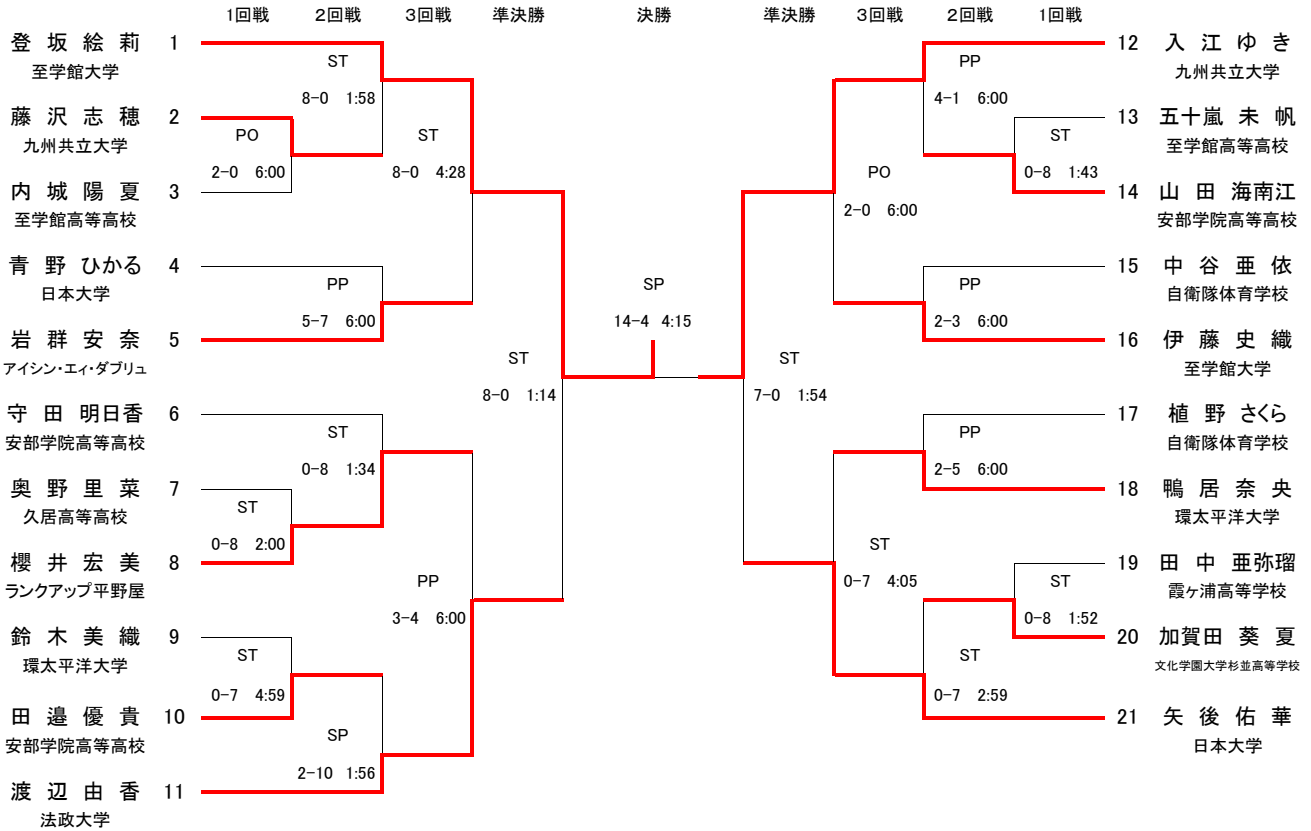 1回戦 2回戦 3回戦 準決勝 決勝 準決勝 3回戦 2回戦 1回戦
登坂絵莉 1
至学館大学
藤沢志穂 2
九州共立大学
内城陽夏 3
至学館高等高校
青野 ひかる 4
日本大学
岩群安奈 5
アイシン・エィ・ダブリュ
守田 明日香 6
安部学院高等高校
奥野里菜 7
久居高等高校
櫻井宏美 8
ランクアップ平野屋
鈴木美織 9
環太平洋大学
田邉優貴 10
安部学院高等高校
渡辺由香 11
法政大学
ST
8-0 1:58
PO
2-0 6:00
ST
8-0 4:28
PP
5-7 6:00
ST
0-8 1:34
ST
0-8 2:00
PP
3-4 6:00
ST
0-7 4:59
SP
2-10 1:56
ST
8-0 1:14
SP
14-4 4:15
ST
7-0 1:54
PP
4-1 6:00
ST
0-8 1:43
PO
2-0 6:00
PP
2-3 6:00
PP
2-5 6:00
ST
0-7 4:05
ST
0-8 1:52
ST
0-7 2:59
12 入江ゆき
九州共立大学
13 五十嵐 未帆
至学館高等高校
14 山田 海南江
安部学院高等高校
15 中谷亜依
自衛隊体育学校
16 伊藤史織
至学館大学
17 植野 さくら
自衛隊体育学校
18 鴨居奈央
環太平洋大学
19 田中 亜弥瑠
霞ヶ浦高等学校
20 加賀田 葵夏
文化学園大学杉並高等学校
21 矢後佑華
日本大学